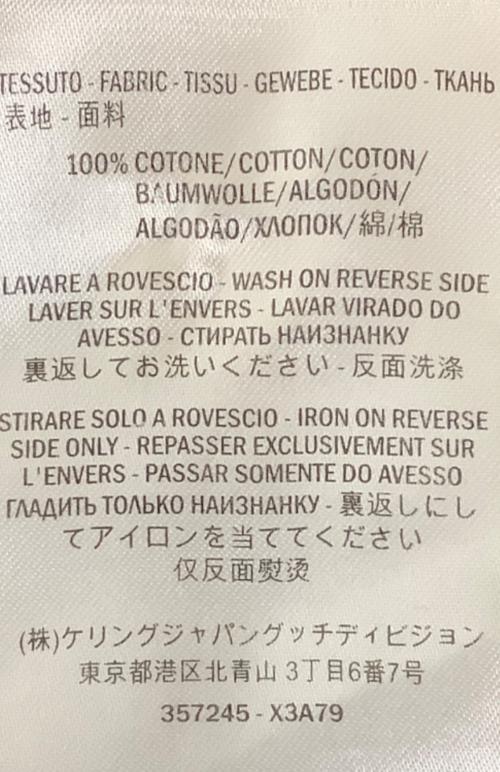 TESSUTO - FABRIC - TISSU - GEWEBE - TECIDO - ТКАНЬ
表地 - 面料
100% COTONE/COTTON/COTON/
BAUMWOLLE/ALGODÓN/
ALGODÃO/ХЛОПОК/綿/棉
LAVARE A ROVESCIO - WASH ON REVERSE SIDE
LAVER SUR L'ENVERS - LAVAR VIRADO DO
AVESSO - СТИРАТЬ НАИЗНАНКУ
裏返してお洗いください - 反面洗涤
STIRARE SOLO A ROVESCIO - IRON ON REVERSE
SIDE ONLY - REPASSER EXCLUSIVEMENT SUR
L'ENVERS - PASSAR SOMENTE DO AVESSO
ГЛАДИТЬ ТОЛЬКО НАИЗНАНКУ - 裏返しにし
てアイロンを当ててください
仅反面熨烫
(株)ケリングジャパングッチディビジョン
東京都港区北青山 3丁目6番7号
357245 - X3A79